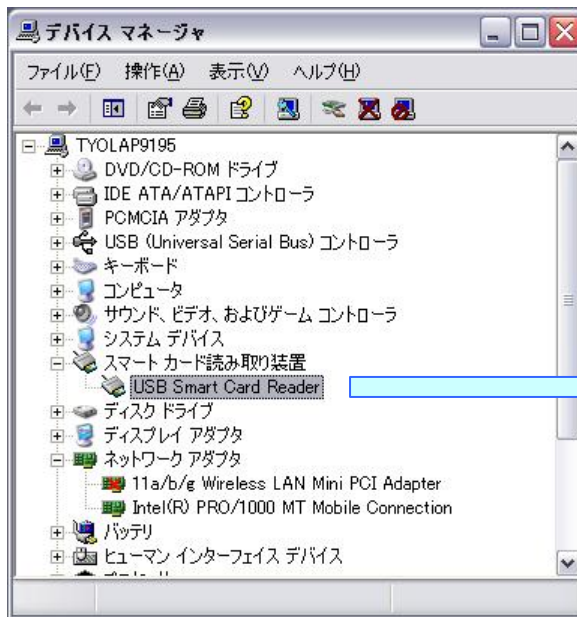 デバイス マネージャ
ファイル(F) 操作(A) 表示(V) ヘルプ(H)
TYOLAP9195
DVD/CD-ROM ドライブ
IDE ATA/ATAPI コントローラ
PCMCIA アダプタ
USB (Universal Serial Bus) コントローラ
キーボード
コンピュータ
サウンド、ビデオ、およびゲーム コントローラ
システム デバイス
スマート カード読み取り装置
USB Smart Card Reader
ディスク ドライブ
ディスプレイ アダプタ
ネットワーク アダプタ
11a/b/g Wireless LAN Mini PCI Adapter
Intel(R) PRO/1000 MT Mobile Connection
バッテリ
ヒューマン インターフェイス デバイス